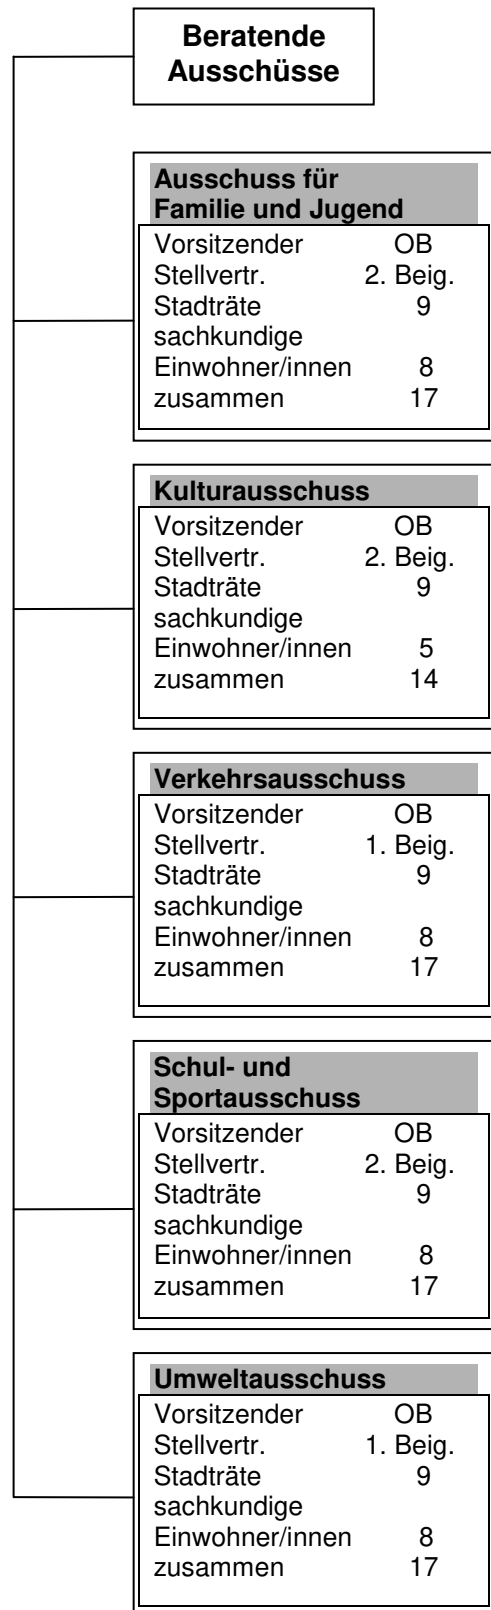 Beratende
Ausschüsse
Ausschuss für
Familie und Jugend
Vorsitzender OB
Stellvertr. 2. Beig.
Stadträte 9
sachkundige
Einwohner/innen 8
zusammen 17
Kulturausschuss
Vorsitzender OB
Stellvertr. 2. Beig.
Stadträte 9
sachkundige
Einwohner/innen 5
zusammen 14
Verkehrsausschuss
Vorsitzender OB
Stellvertr. 1. Beig.
Stadträte 9
sachkundige
Einwohner/innen 8
zusammen 17
Schul- und
Sportausschuss
Vorsitzender OB
Stellvertr. 2. Beig.
Stadträte 9
sachkundige
Einwohner/innen 8
zusammen 17
Umweltausschuss
Vorsitzender OB
Stellvertr. 1. Beig.
Stadträte 9
sachkundige
Einwohner/innen 8
zusammen 17